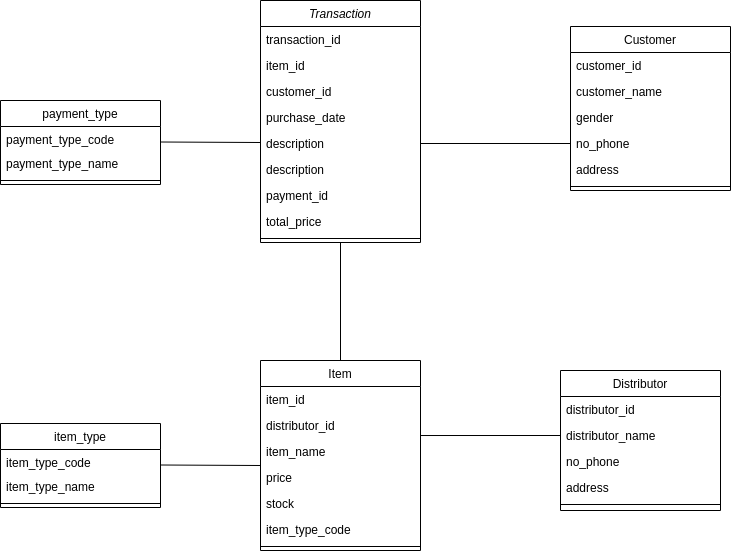 Transaction
transaction_id
item_id
customer_id
purchase_date
description
description
payment_id
total_price
Customer
customer_id
customer_name
gender
no_phone
address
payment_type
payment_type_code
payment_type_name
Item
item_id
distributor_id
item_name
price
stock
item_type_code
Distributor
distributor_id
distributor_name
no_phone
address
item_type
item_type_code
item_type_name